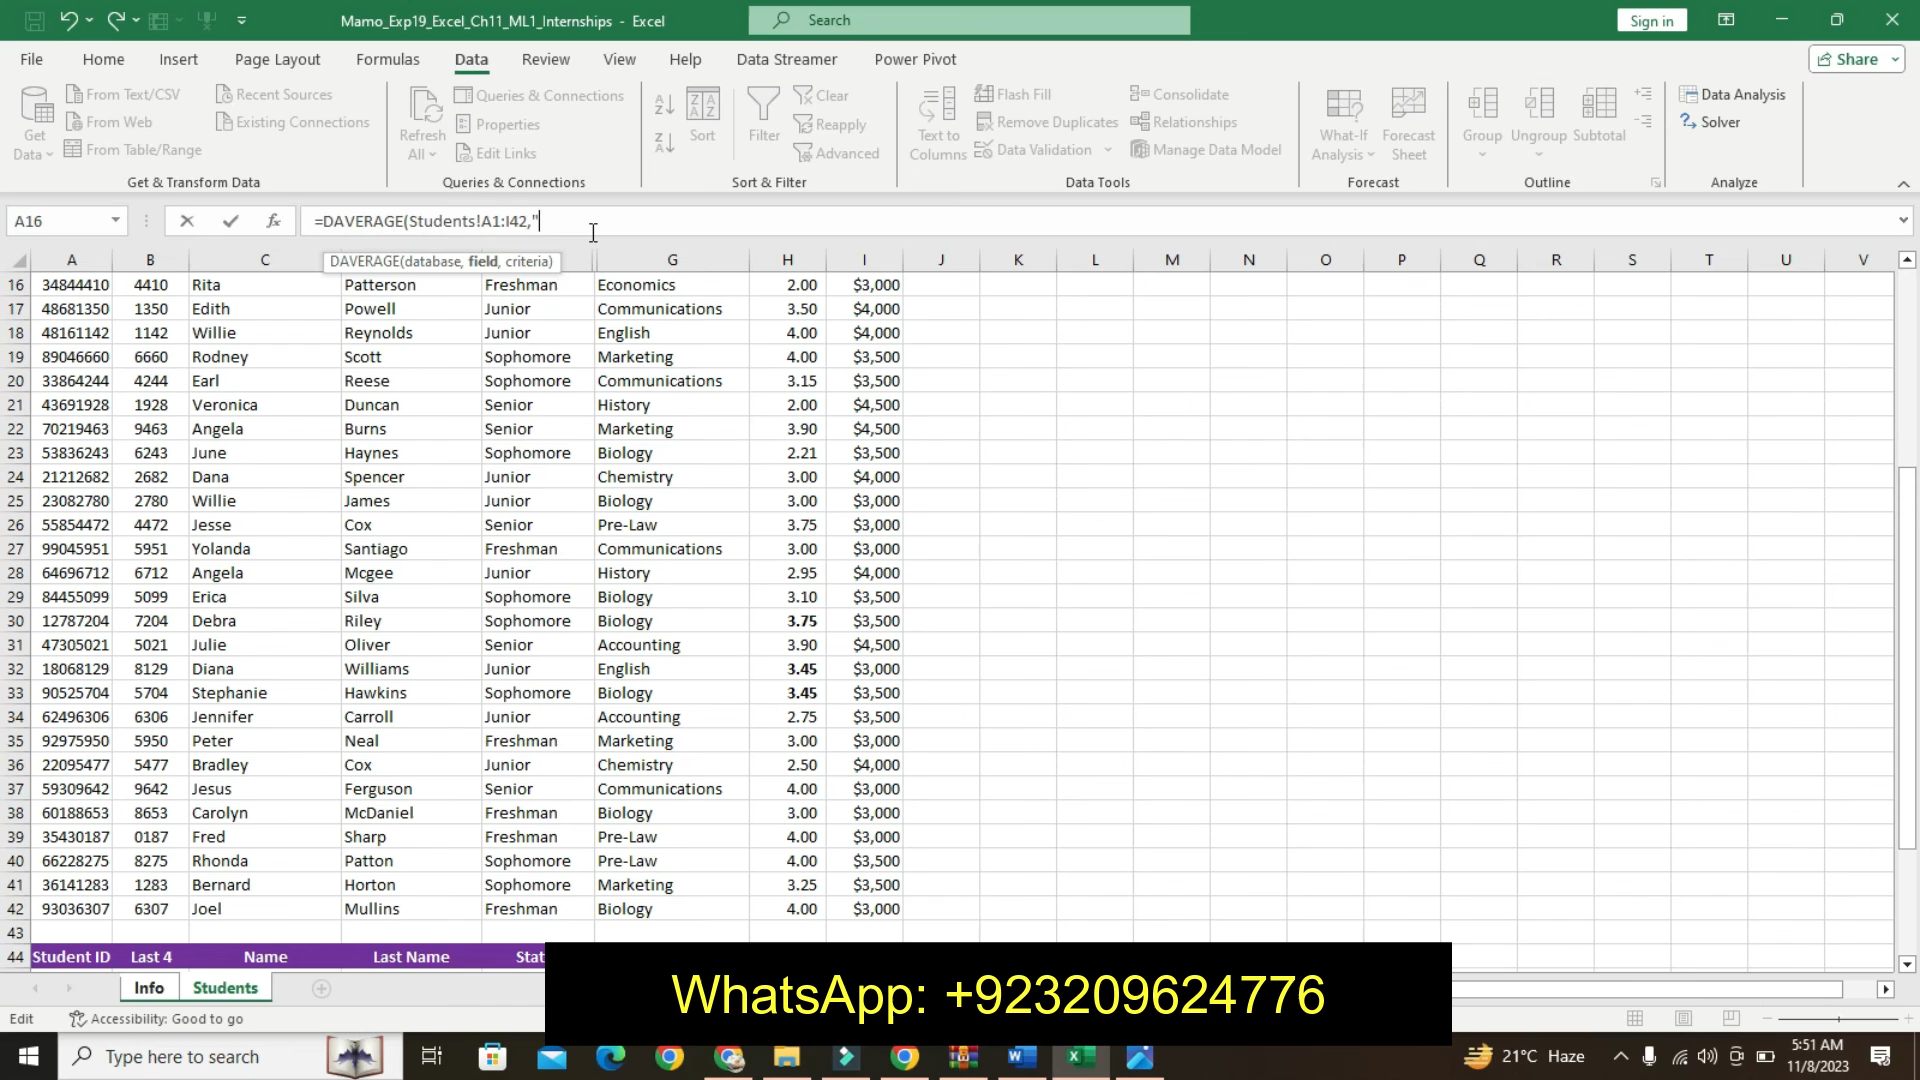 Mamo_Exp19_Excel_Ch11_ML1_Internships - Excel
Search
Sign in
File Home Insert Page Layout Formulas Data Review View Help Data Streamer Power Pivot
Share
Get Data
From Text/CSV
From Web
From Table/Range
Recent Sources
Existing Connections
Get & Transform Data
Refresh All
Queries & Connections
Properties
Edit Links
Queries & Connections
Sort
Filter
Clear
Reapply
Advanced
Sort & Filter
Text to Columns
Flash Fill
Remove Duplicates
Data Validation
Consolidate
Relationships
Manage Data Model
Data Tools
What-If Analysis
Forecast Sheet
Forecast
Group
Ungroup
Subtotal
Outline
Data Analysis
Solver
Analyze
A16
fx
=DAVERAGE(Students!A1:I42,"
DAVERAGE(database, field, criteria)
A B C G H I J K L M N O P Q R S T U V
16 34844410 4410 Rita Patterson Freshman Economics 2.00 $3,000
17 48681350 1350 Edith Powell Junior Communications 3.50 $4,000
18 48161142 1142 Willie Reynolds Junior English 4.00 $4,000
19 89046660 6660 Rodney Scott Sophomore Marketing 4.00 $3,500
20 33864244 4244 Earl Reese Sophomore Communications 3.15 $3,500
21 43691928 1928 Veronica Duncan Senior History 2.00 $4,500
22 70219463 9463 Angela Burns Senior Marketing 3.90 $4,500
23 53836243 6243 June Haynes Sophomore Biology 2.21 $3,500
24 21212682 2682 Dana Spencer Junior Chemistry 3.00 $4,000
25 23082780 2780 Willie James Junior Biology 3.00 $3,000
26 55854472 4472 Jesse Cox Senior Pre-Law 3.75 $3,000
27 99045951 5951 Yolanda Santiago Freshman Communications 3.00 $3,000
28 64696712 6712 Angela Mcgee Junior History 2.95 $4,000
29 84455099 5099 Erica Silva Sophomore Biology 3.10 $3,500
30 12787204 7204 Debra Riley Sophomore Biology 3.75 $3,500
31 47305021 5021 Julie Oliver Senior Accounting 3.90 $4,500
32 18068129 8129 Diana Williams Junior English 3.45 $3,000
33 90525704 5704 Stephanie Hawkins Sophomore Biology 3.45 $3,500
34 62496306 6306 Jennifer Carroll Junior Accounting 2.75 $3,500
35 92975950 5950 Peter Neal Freshman Marketing 3.00 $3,000
36 22095477 5477 Bradley Cox Junior Chemistry 2.50 $4,000
37 59309642 9642 Jesus Ferguson Senior Communications 4.00 $3,000
38 60188653 8653 Carolyn McDaniel Freshman Biology 3.00 $3,000
39 35430187 0187 Fred Sharp Freshman Pre-Law 4.00 $3,000
40 66228275 8275 Rhonda Patton Sophomore Pre-Law 4.00 $3,500
41 36141283 1283 Bernard Horton Sophomore Marketing 3.25 $3,500
42 93036307 6307 Joel Mullins Freshman Biology 4.00 $3,000
43
44 Student ID Last 4 Name Last Name Stat
Info Students
WhatsApp: +923209624776
Edit
Accessibility: Good to go
Type here to search
21°C Haze
5:51 AM
11/8/2023